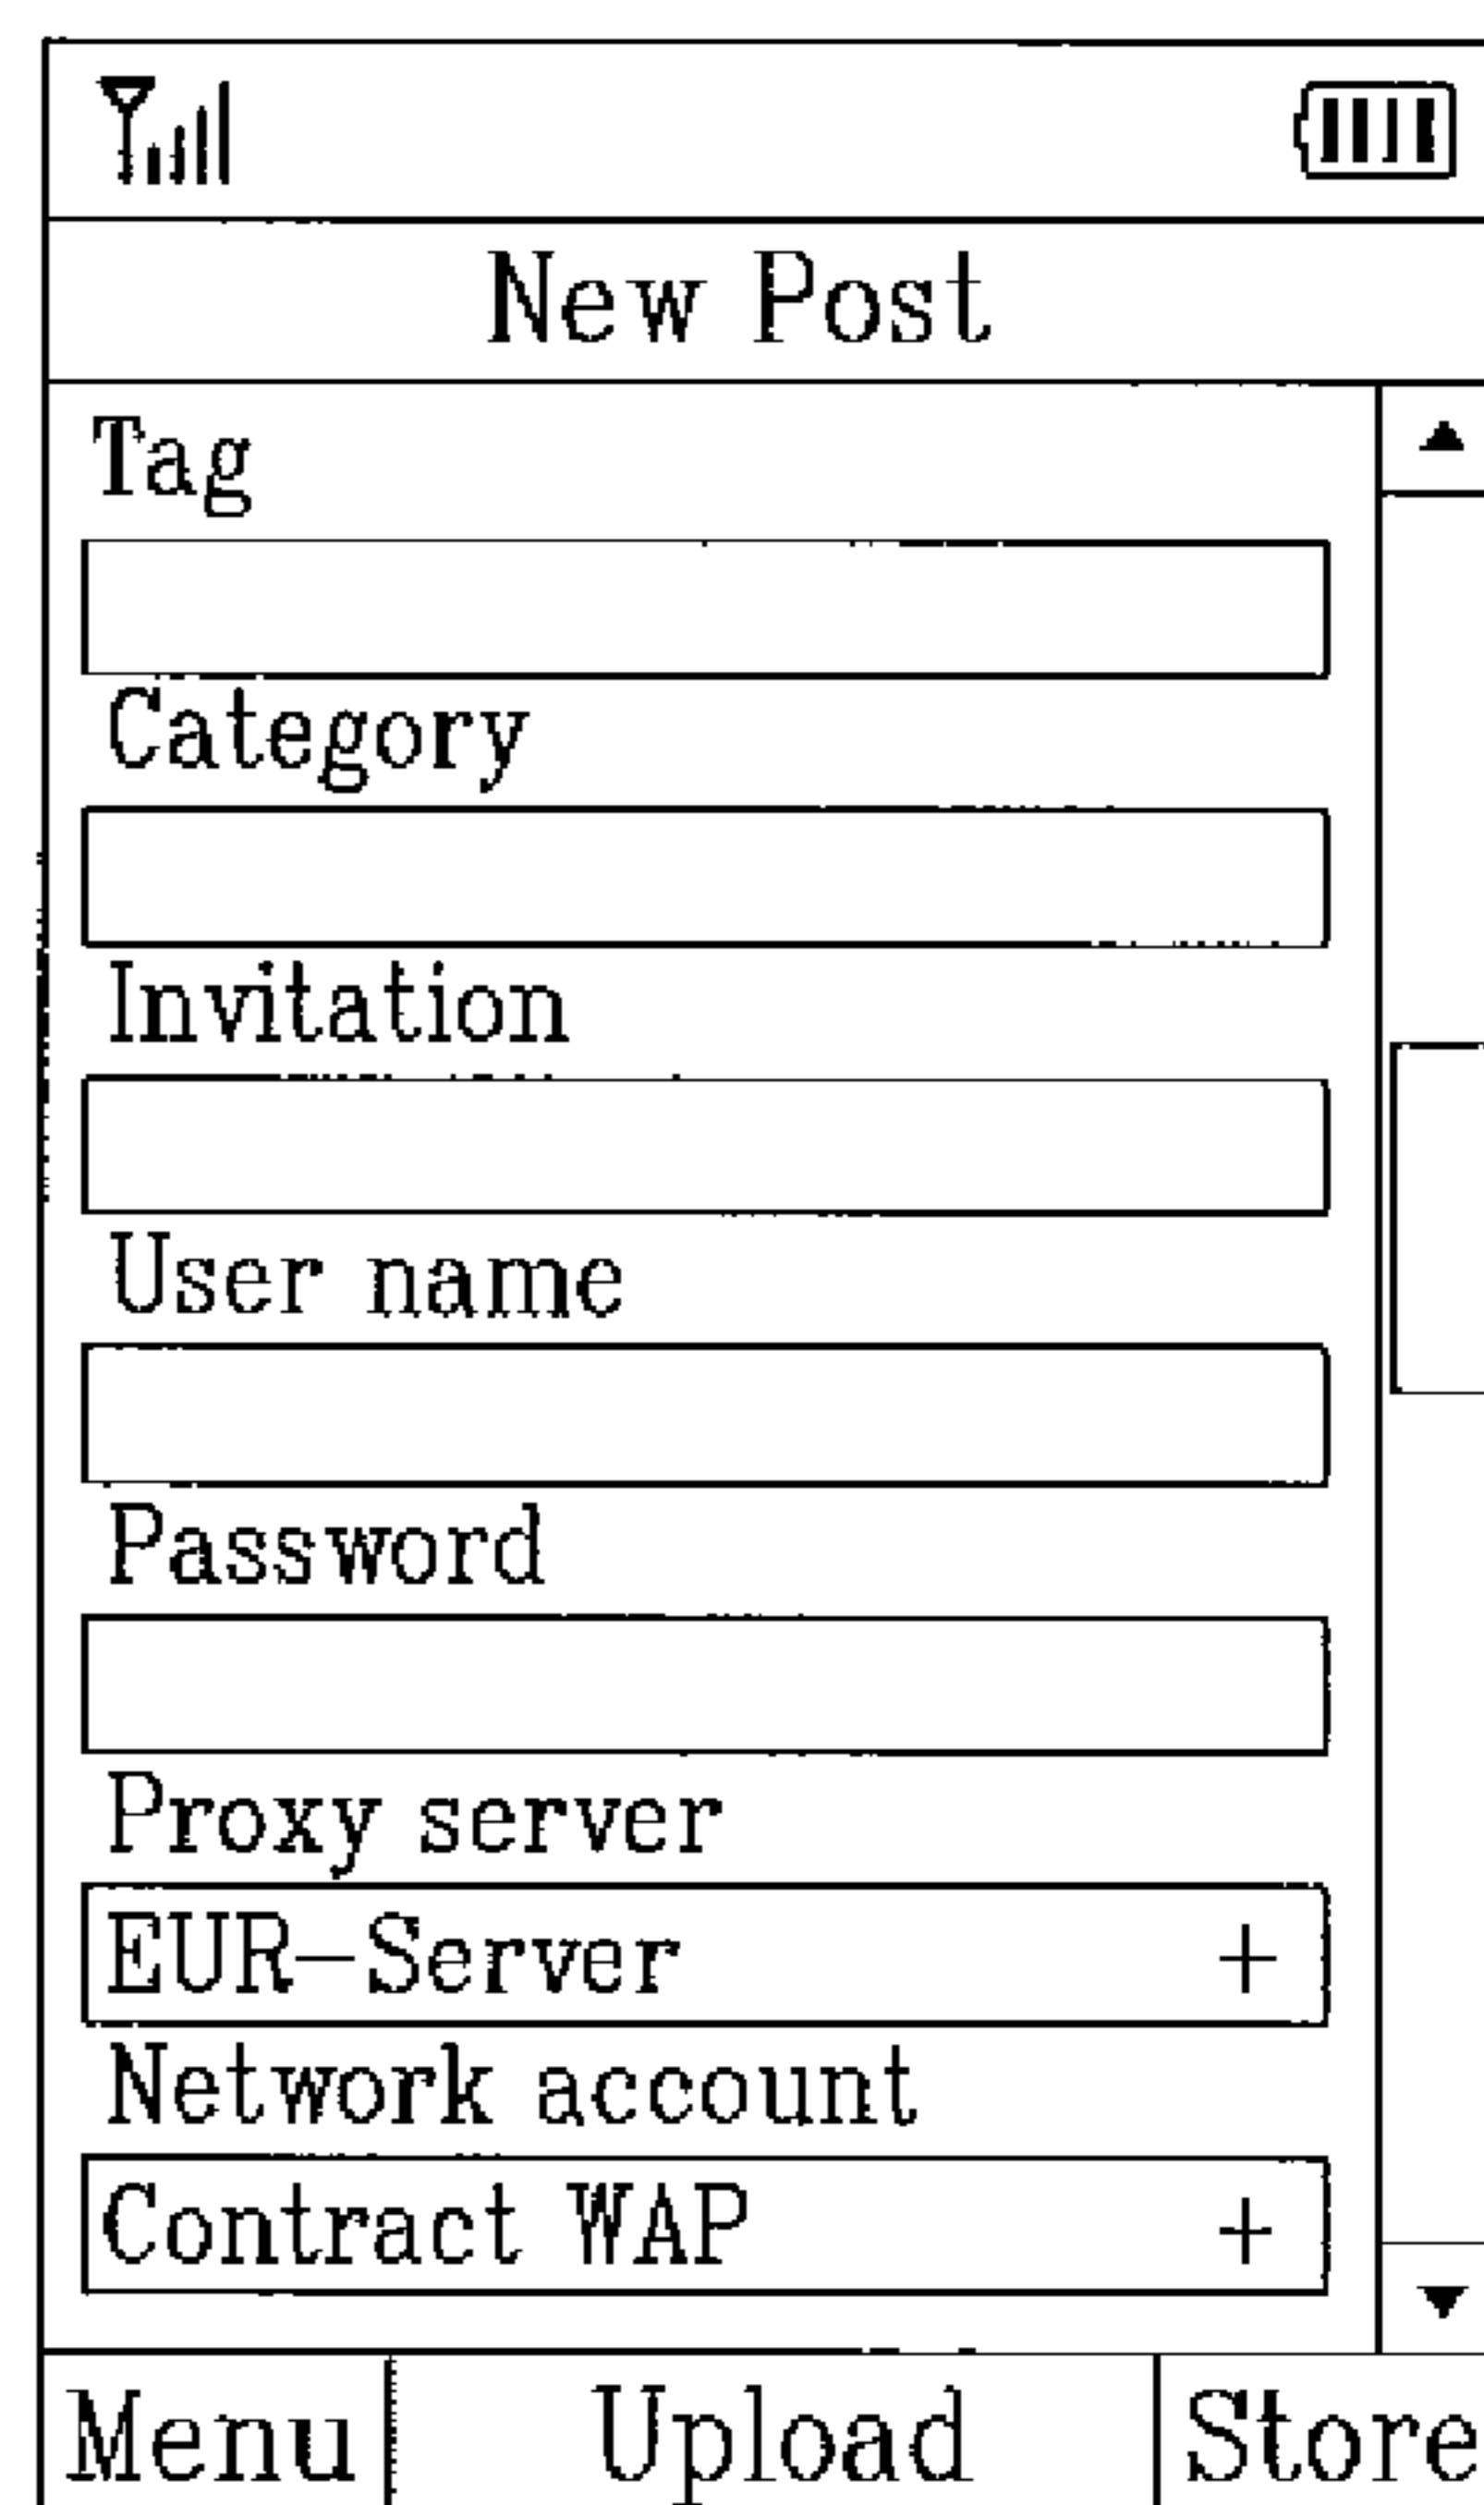 New Post
Tag
Category
Invitation
User name
Password
Proxy server
EUR-Server +
Network account
Contract WAP +
Menu Upload Store